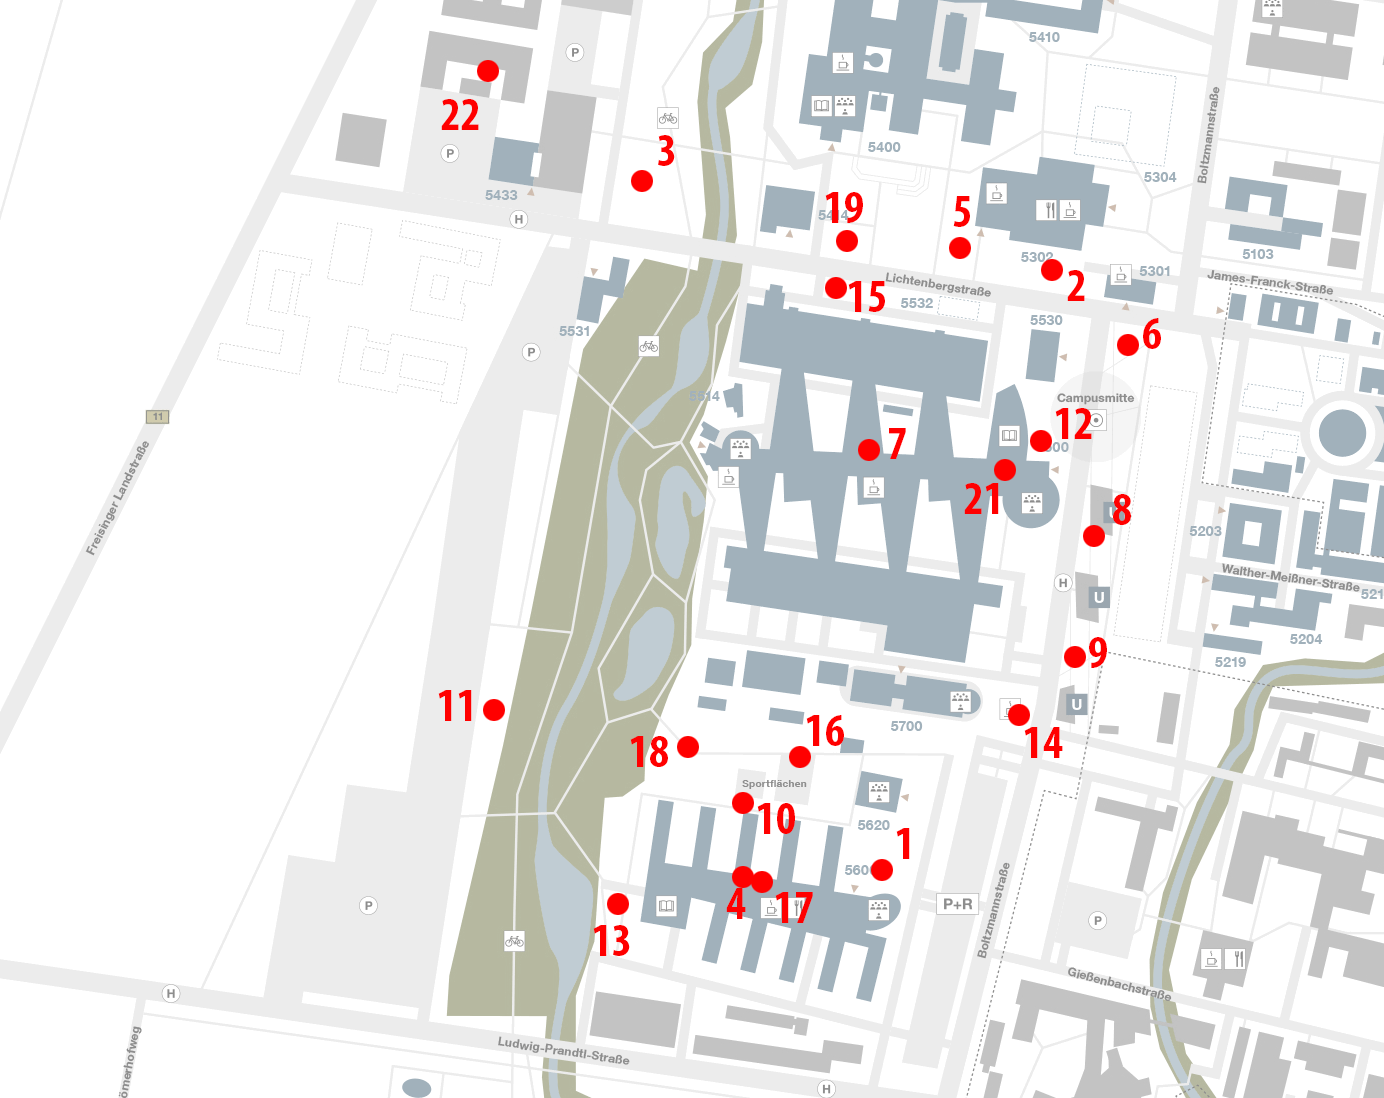 5410
P
22
3
5400
5304
Boltzmannstraße
P
5433
H
19
5
5302
5301
5103
2
Lichtenbergstraße
James-Franck-Straße
15
5532
5530
5531
6
P
Campusmitte
11
12
7
21
8
U
5203
Freisinger Landstraße
H
U
Walther-Meißner-Straße
5204
9
5219
11
U
5700
14
16
18
Sportflächen
10
5620
1
4
17
P
P+R
P
Boltzmannstraße
13
Gießenbachstraße
H
Ludwig-Prandtl-Straße
H